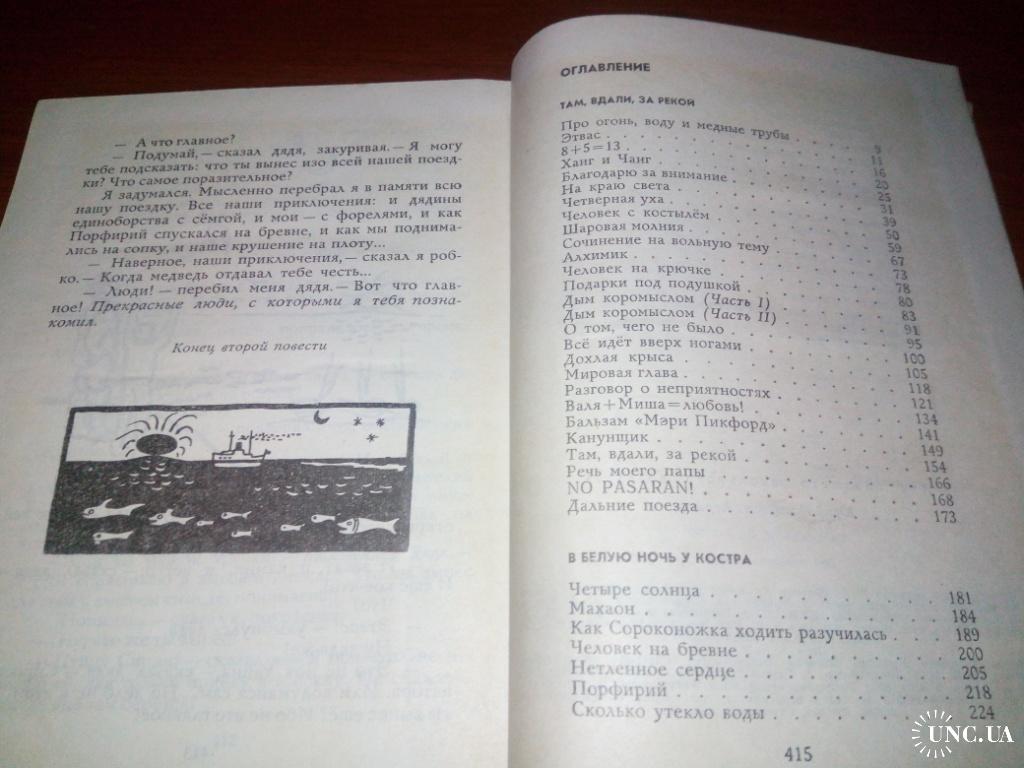 — А что главное?
— Подумай,— сказал дядя, закуривая.— Я могу
тебе подсказать: что ты вынес изо всей нашей поезд-
ки? Что самое поразительное?
Я задумался. Мысленно перебрал я в памяти всю
нашу поездку. Все наши приключения: и дядины
единоборства с сёмгой, и мои — с форелями, и как
Порфирий спускался на бревне, и как мы поднима-
лись на сопку, и наше крушение на плоту...
— Наверное, наши приключения,— сказал я роб-
ко.— Когда медведь отдавал тебе честь...
— Люди! — перебил меня дядя.— Вот что глав-
ное! Прекрасные люди, с которыми я тебя позна-
комил.
Конец второй повести
ОГЛАВЛЕНИЕ
ТАМ, ВДАЛИ, ЗА РЕКОЙ
Про огонь, воду и медные трубы . . . 9
Этвас . . . 11
8+5=13 . . . 16
Ханг и Чанг . . . 20
Благодарю за внимание . . . 25
На краю света . . . 31
Четверная уха . . . 39
Человек с костылём . . . 50
Шаровая молния . . . 59
Сочинение на вольную тему . . . 67
Алхимик . . . 73
Человек на крючке . . . 78
Подарки под подушкой . . . 80
Дым коромыслом (Часть I) . . . 83
Дым коромыслом (Часть II) . . . 91
О том, чего не было . . . 95
Всё идёт вверх ногами . . . 100
Дохлая крыса . . . 105
Мировая глава . . . 118
Разговор о неприятностях . . . 121
Валя+Миша=любовь! . . . 134
Бальзам «Мэри Пикфорд» . . . 141
Канунщик . . . 149
Там, вдали, за рекой . . . 154
Речь моего папы . . . 166
NO PASARAN! . . . 168
Дальние поезда . . . 173
В БЕЛУЮ НОЧЬ У КОСТРА
Четыре солнца . . . 181
Махаон . . . 184
Как Сороконожка ходить разучилась . . . 189
Человек на бревне . . . 200
Нетленное сердце . . . 205
Порфирий . . . 218
Сколько утекло воды . . . 224
415
UNC.UA